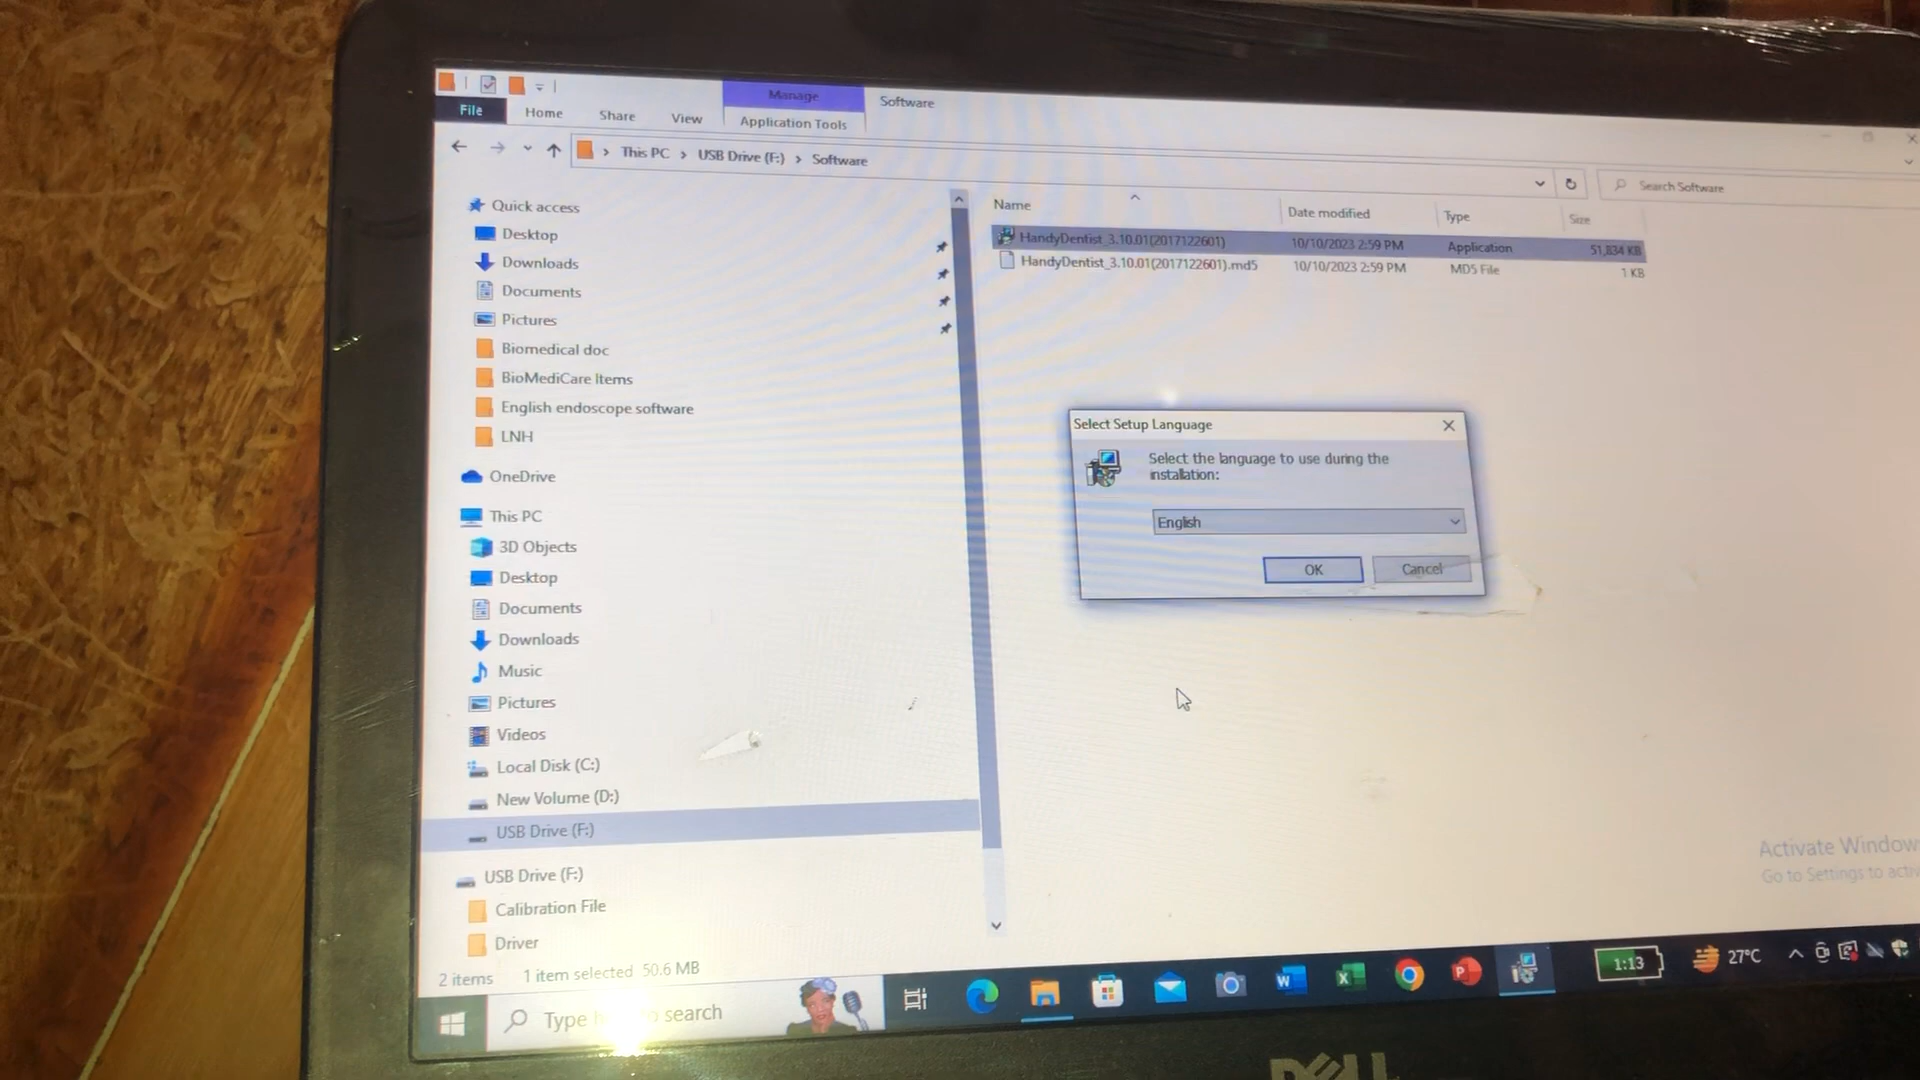 Manage
Software
File
Home
Share
View
Application Tools
This PC > USB Drive (F:) > Software
Search Software
Quick access
Desktop
Downloads
Documents
Pictures
Biomedical doc
BioMediCare Items
English endoscope software
LNH
OneDrive
This PC
3D Objects
Desktop
Documents
Downloads
Music
Pictures
Videos
Local Disk (C:)
New Volume (D:)
USB Drive (F:)
USB Drive (F:)
Calibration File
Driver
2 items 1 item selected 50.6 MB
Name Date modified Type Size
HandyDentist_3.10.01(2017122601) 10/10/2023 2:59 PM Application 51,834 KB
HandyDentist_3.10.01(2017122601).md5 10/10/2023 2:59 PM MD5 File 1 KB
Select Setup Language
Select the language to use during the
installation:
English
OK
Cancel
Activate Window
Go to Settings to activ
Type h search
W
X
P
1:13
27°C
DELL